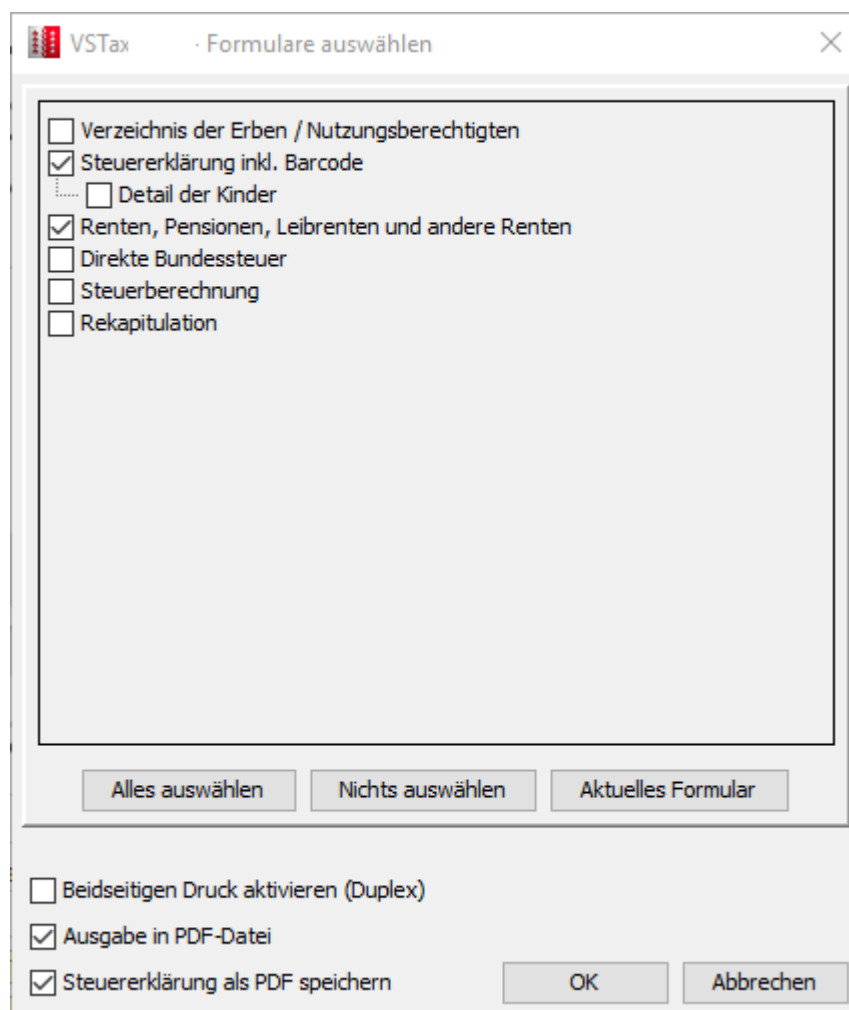 VSTax · Formulare auswählen
Verzeichnis der Erben / Nutzungsberechtigten
Steuererklärung inkl. Barcode
Detail der Kinder
Renten, Pensionen, Leibrenten und andere Renten
Direkte Bundessteuer
Steuerberechnung
Rekapitulation
Alles auswählen Nichts auswählen Aktuelles Formular
Beidseitigen Druck aktivieren (Duplex)
Ausgabe in PDF-Datei
Steuererklärung als PDF speichern OK Abbrechen